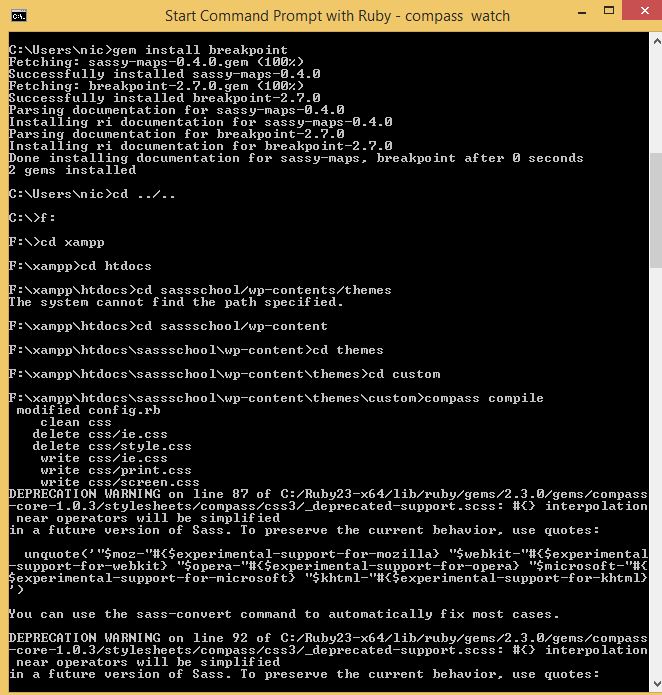 Start Command Prompt with Ruby - compass  watch
C:\Users\nic>gem install breakpoint
Fetching: sassy-maps-0.4.0.gem (100%)
Successfully installed sassy-maps-0.4.0
Fetching: breakpoint-2.7.0.gem (100%)
Successfully installed breakpoint-2.7.0
Parsing documentation for sassy-maps-0.4.0
Installing ri documentation for sassy-maps-0.4.0
Parsing documentation for breakpoint-2.7.0
Installing ri documentation for breakpoint-2.7.0
Done installing documentation for sassy-maps, breakpoint after 0 seconds
2 gems installed
C:\Users\nic>cd ../..
C:\>f:
F:\>cd xampp
F:\xampp>cd htdocs
F:\xampp\htdocs>cd sassschool/wp-contents/themes
The system cannot find the path specified.
F:\xampp\htdocs>cd sassschool/wp-content
F:\xampp\htdocs\sassschool\wp-content>cd themes
F:\xampp\htdocs\sassschool\wp-content\themes>cd custom
F:\xampp\htdocs\sassschool\wp-content\themes\custom>compass compile
 modified config.rb
    clean css
   delete css/ie.css
   delete css/style.css
    write css/ie.css
    write css/print.css
    write css/screen.css
DEPRECATION WARNING on line 87 of C:/Ruby23-x64/lib/ruby/gems/2.3.0/gems/compass
-core-1.0.3/stylesheets/compass/css3/_deprecated-support.scss: #{} interpolation
 near operators will be simplified
in a future version of Sass. To preserve the current behavior, use quotes:
  unquote('"$moz-"#{$experimental-support-for-mozilla} "$webkit-"#{$experimental
-support-for-webkit} "$opera-"#{$experimental-support-for-opera} "$microsoft-"#{
$experimental-support-for-microsoft} "$khtml-"#{$experimental-support-for-khtml}
')
You can use the sass-convert command to automatically fix most cases.
DEPRECATION WARNING on line 92 of C:/Ruby23-x64/lib/ruby/gems/2.3.0/gems/compass
-core-1.0.3/stylesheets/compass/css3/_deprecated-support.scss: #{} interpolation
 near operators will be simplified
in a future version of Sass. To preserve the current behavior, use quotes: